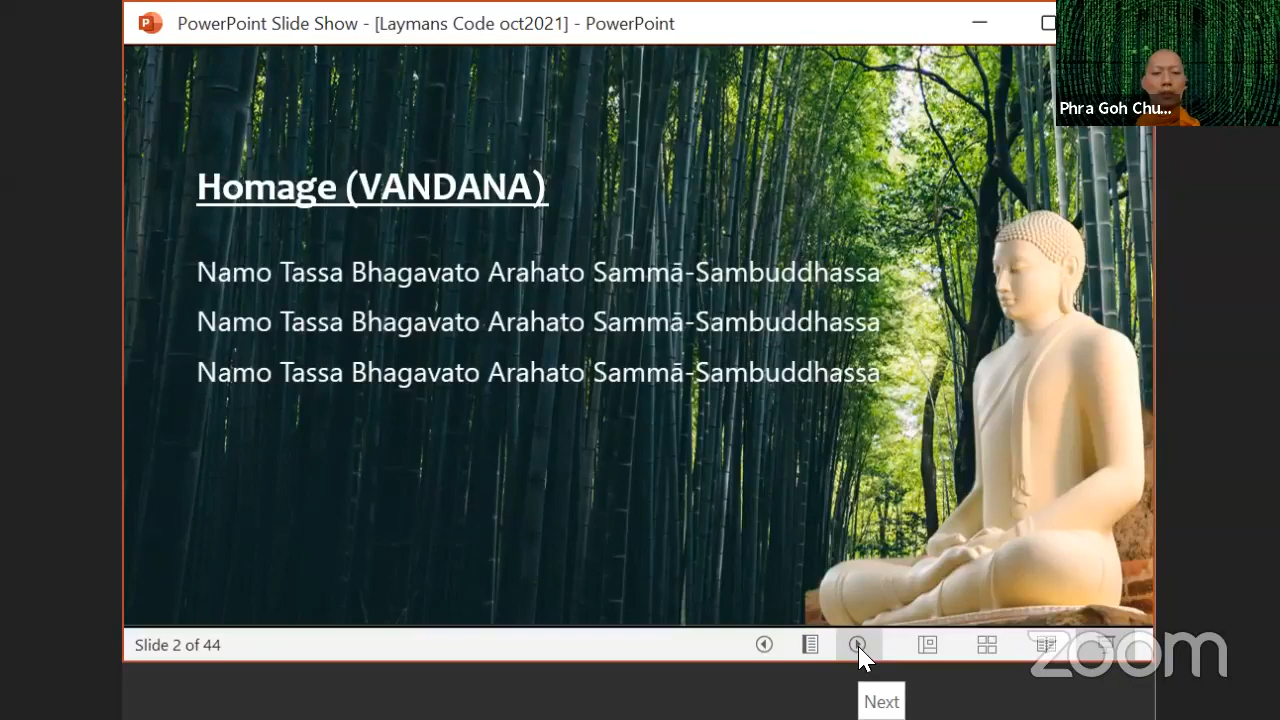 PowerPoint Slide Show - [Laymans Code oct2021] - PowerPoint
Phra Goh Chu...
Homage (VANDANA)
Namo Tassa Bhagavato Arahato Sammā-Sambuddhassa
Namo Tassa Bhagavato Arahato Sammā-Sambuddhassa
Namo Tassa Bhagavato Arahato Sammā-Sambuddhassa
Slide 2 of 44
zoom
Next